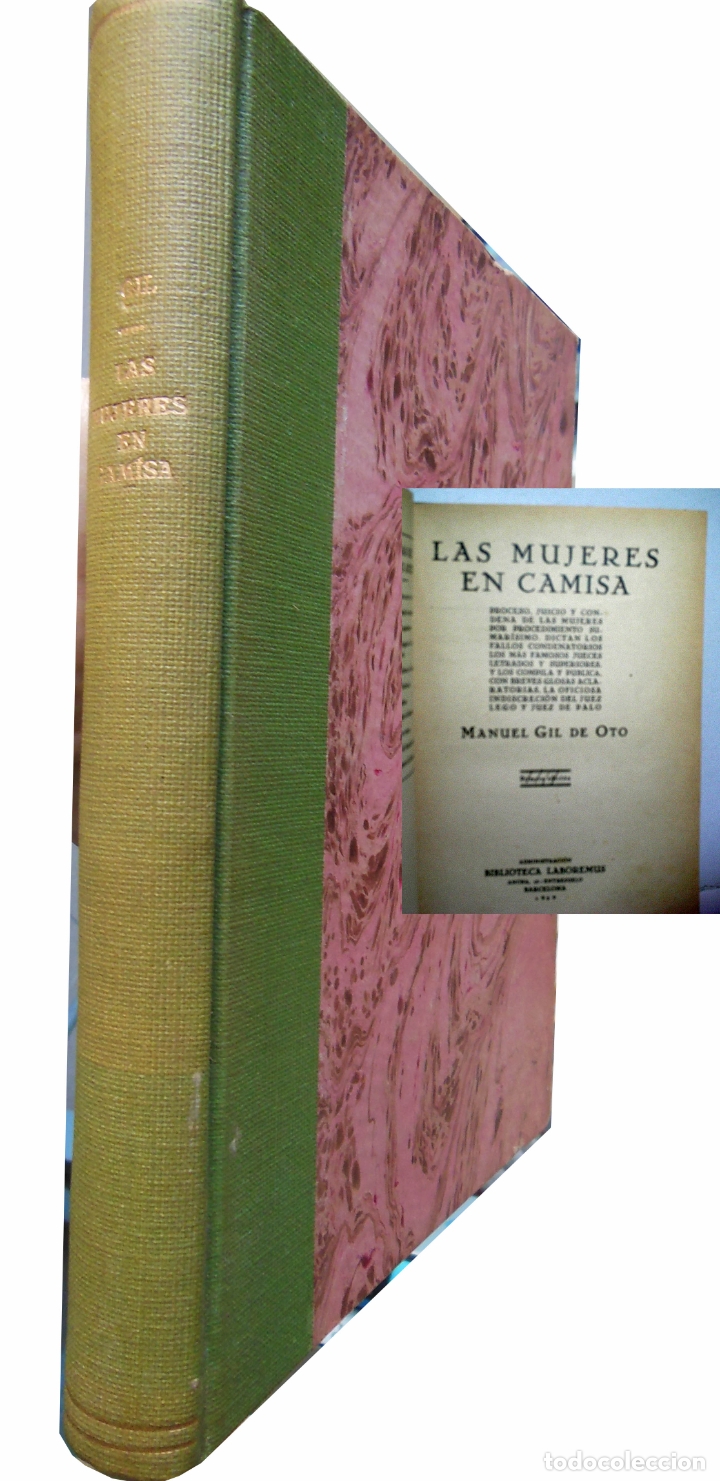 GIL
LAS
MUJERES
EN
CAMISA
LAS MUJERES
EN CAMISA
PROCESO, JUICIO Y CON-
DENA DE LAS MUJERES
POR PROCEDIMIENTO SU-
MARÍSIMO. DICTAN LOS
FALLOS CONDENATORIOS
LOS MÁS FAMOSOS JUECES
LETRADOS Y SUPERIORES,
Y LOS COMPILA Y PUBLICA,
CON BREVES GLOSAS ACLA-
RATORIAS, LA OFICIOSA
INDISCRECIÓN DEL JUEZ
LEGO Y JUEZ DE PALO
MANUEL GIL DE OTO
ADMINISTRACIÓN
BIBLIOTECA LABOREMUS
ENTRESUELO
BARCELONA
todocoleccion